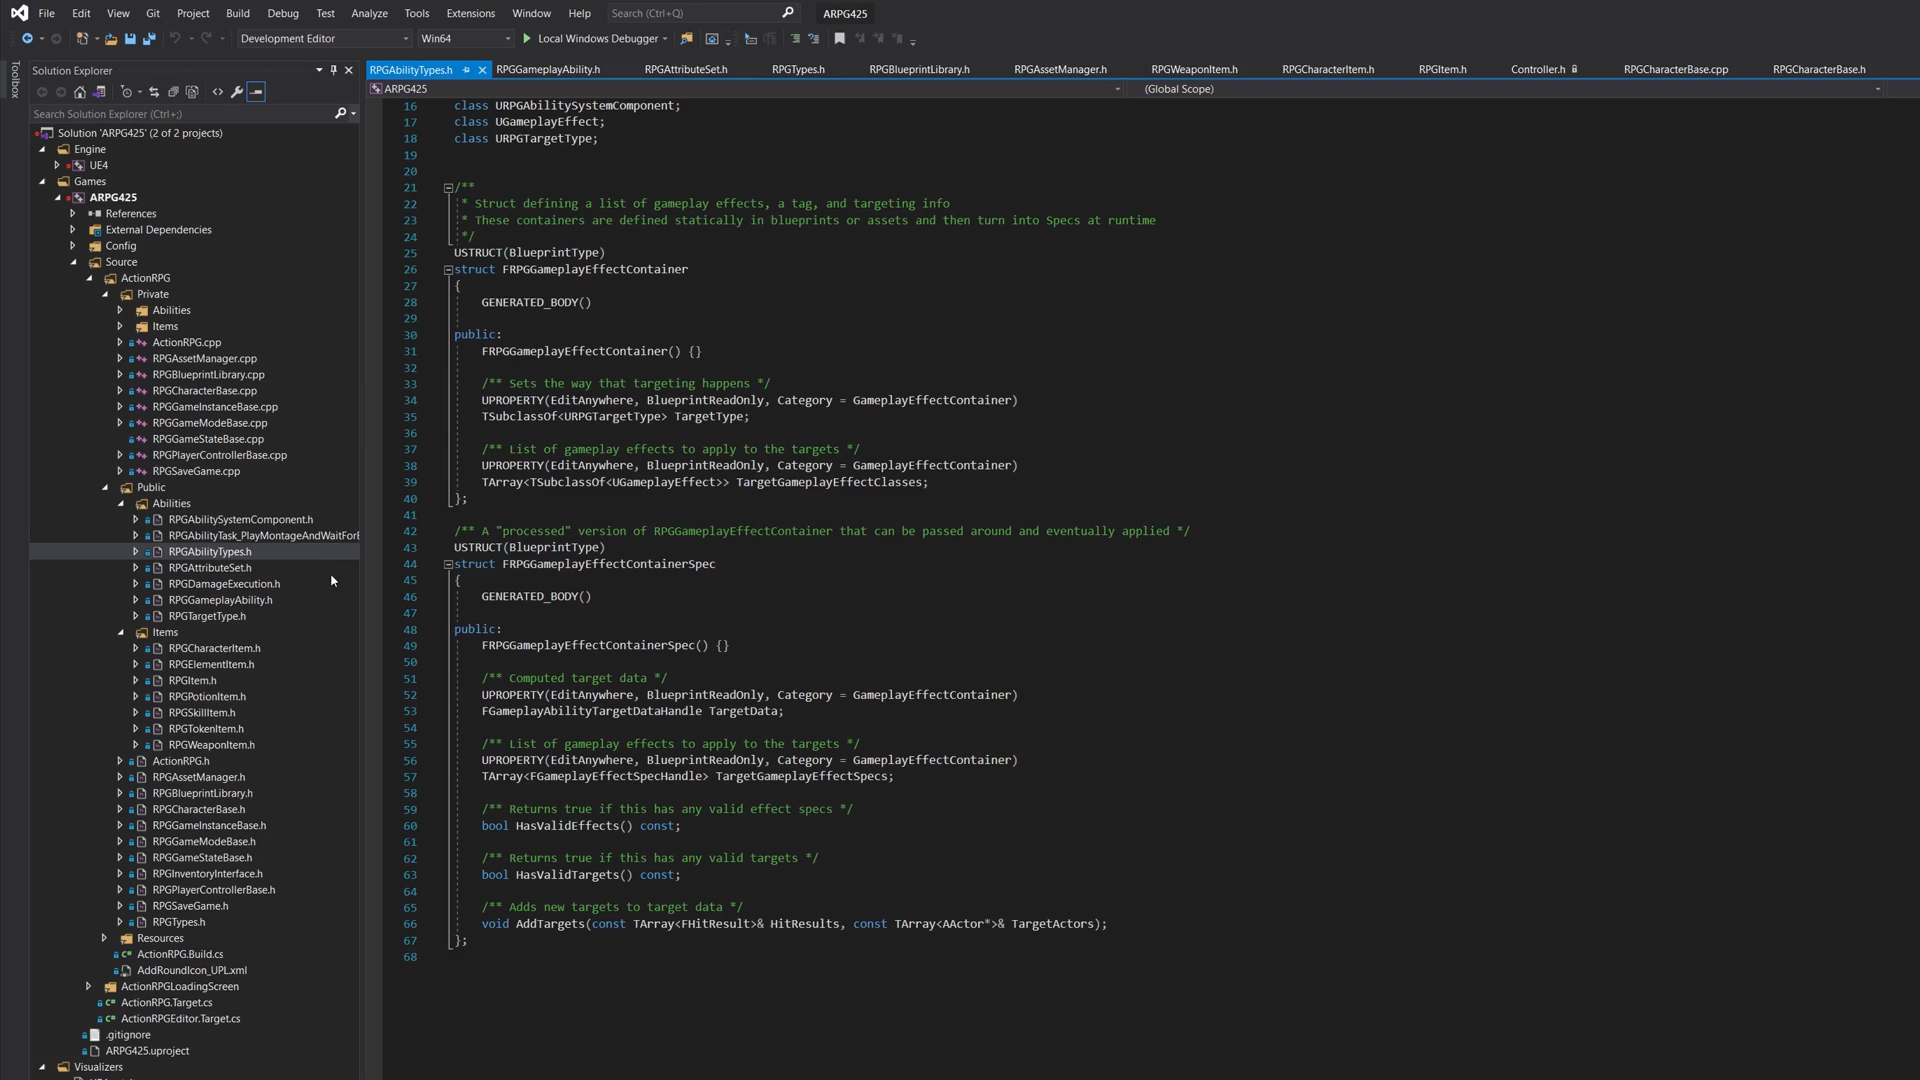 File Edit View Git Project Build Debug Test Analyze Tools Extensions Window Help Search (Ctrl+Q) ARPG425
Development Editor Win64 Local Windows Debugger
Toolbox
Solution Explorer
Search Solution Explorer (Ctrl+;)
Solution 'ARPG425' (2 of 2 projects)
Engine
UE4
Games
ARPG425
References
External Dependencies
Config
Source
ActionRPG
Private
Abilities
Items
ActionRPG.cpp
RPGAssetManager.cpp
RPGBlueprintLibrary.cpp
RPGCharacterBase.cpp
RPGGameInstanceBase.cpp
RPGGameModeBase.cpp
RPGGameStateBase.cpp
RPGPlayerControllerBase.cpp
RPGSaveGame.cpp
Public
Abilities
RPGAbilitySystemComponent.h
RPGAbilityTask_PlayMontageAndWaitForE
RPGAbilityTypes.h
RPGAttributeSet.h
RPGDamageExecution.h
RPGGameplayAbility.h
RPGTargetType.h
Items
RPGCharacterItem.h
RPGElementItem.h
RPGItem.h
RPGPotionItem.h
RPGSkillItem.h
RPGTokenItem.h
RPGWeaponItem.h
ActionRPG.h
RPGAssetManager.h
RPGBlueprintLibrary.h
RPGCharacterBase.h
RPGGameInstanceBase.h
RPGGameModeBase.h
RPGGameStateBase.h
RPGInventoryInterface.h
RPGPlayerControllerBase.h
RPGSaveGame.h
RPGTypes.h
Resources
ActionRPG.Build.cs
AddRoundIcon_UPL.xml
ActionRPGLoadingScreen
ActionRPG.Target.cs
ActionRPGEditor.Target.cs
.gitignore
ARPG425.uproject
Visualizers
RPGAbilityTypes.h RPGGameplayAbility.h RPGAttributeSet.h RPGTypes.h RPGBlueprintLibrary.h RPGAssetManager.h RPGWeaponItem.h RPGCharacterItem.h RPGItem.h Controller.h RPGCharacterBase.cpp RPGCharacterBase.h
ARPG425 (Global Scope)
16 class URPGAbilitySystemComponent;
17 class UGameplayEffect;
18 class URPGTargetType;
19
20
21 /**
22 * Struct defining a list of gameplay effects, a tag, and targeting info
23 * These containers are defined statically in blueprints or assets and then turn into Specs at runtime
24 */
25 USTRUCT(BlueprintType)
26 struct FRPGGameplayEffectContainer
27 {
28 GENERATED_BODY()
29
30 public:
31 FRPGGameplayEffectContainer() {}
32
33 /** Sets the way that targeting happens */
34 UPROPERTY(EditAnywhere, BlueprintReadOnly, Category = GameplayEffectContainer)
35 TSubclassOf<URPGTargetType> TargetType;
36
37 /** List of gameplay effects to apply to the targets */
38 UPROPERTY(EditAnywhere, BlueprintReadOnly, Category = GameplayEffectContainer)
39 TArray<TSubclassOf<UGameplayEffect>> TargetGameplayEffectClasses;
40 };
41
42 /** A "processed" version of RPGGameplayEffectContainer that can be passed around and eventually applied */
43 USTRUCT(BlueprintType)
44 struct FRPGGameplayEffectContainerSpec
45 {
46 GENERATED_BODY()
47
48 public:
49 FRPGGameplayEffectContainerSpec() {}
50
51 /** Computed target data */
52 UPROPERTY(EditAnywhere, BlueprintReadOnly, Category = GameplayEffectContainer)
53 FGameplayAbilityTargetDataHandle TargetData;
54
55 /** List of gameplay effects to apply to the targets */
56 UPROPERTY(EditAnywhere, BlueprintReadOnly, Category = GameplayEffectContainer)
57 TArray<FGameplayEffectSpecHandle> TargetGameplayEffectSpecs;
58
59 /** Returns true if this has any valid effect specs */
60 bool HasValidEffects() const;
61
62 /** Returns true if this has any valid targets */
63 bool HasValidTargets() const;
64
65 /** Adds new targets to target data */
66 void AddTargets(const TArray<FHitResult>& HitResults, const TArray<AActor*>& TargetActors);
67 };
68